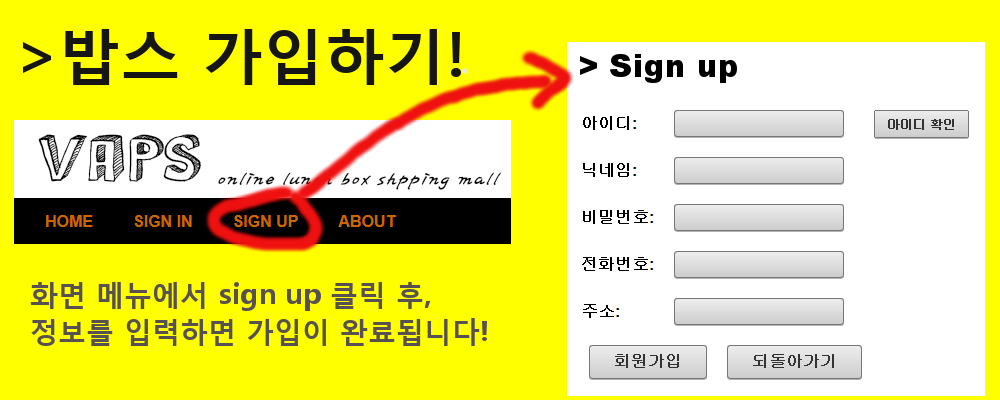 >밥스 가입하기!
VAPS
online lunch box shpping mall
HOME SIGN IN SIGN UP ABOUT
화면 메뉴에서 sign up 클릭 후,
정보를 입력하면 가입이 완료됩니다!
> Sign up
아이디: 아이디 확인
닉네임:
비밀번호:
전화번호:
주소:
회원가입 되돌아가기